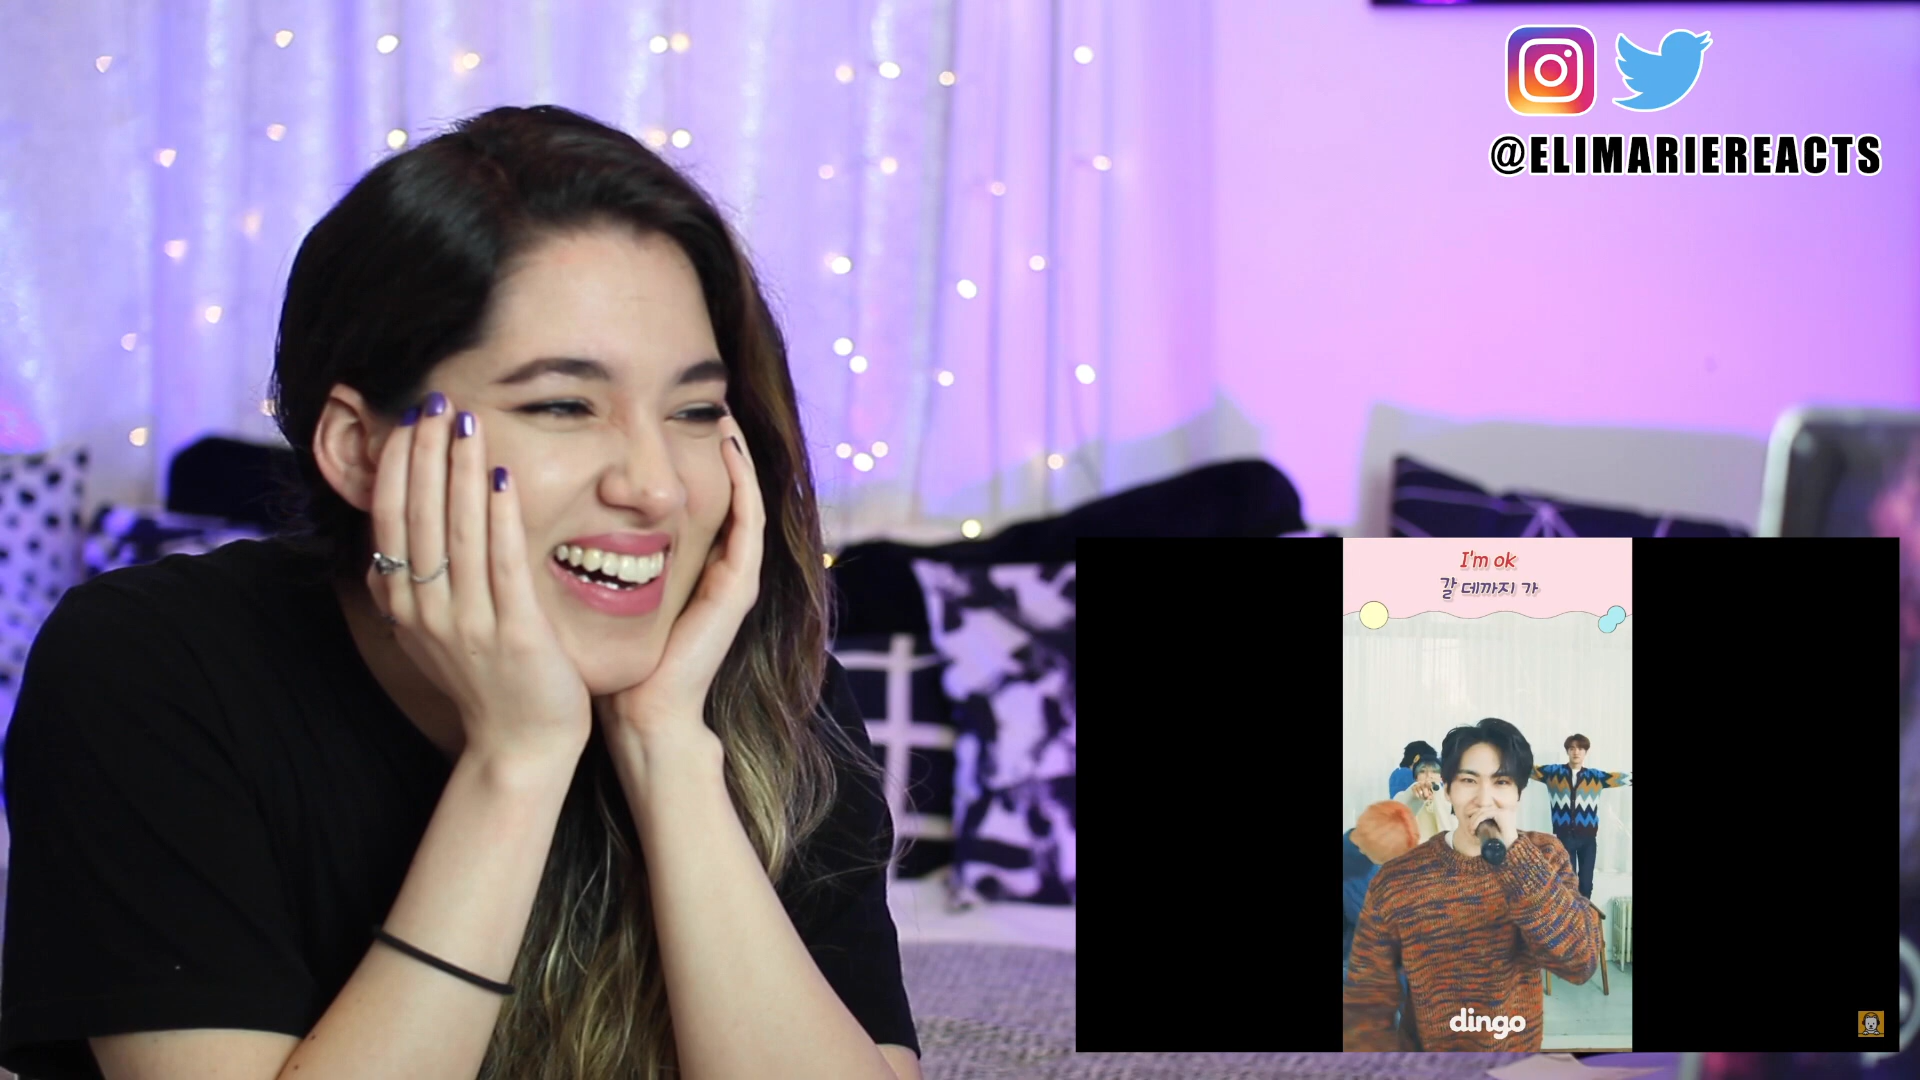 @ELIMARIEREACTS
I'm ok
갈 데까지 가
dingo